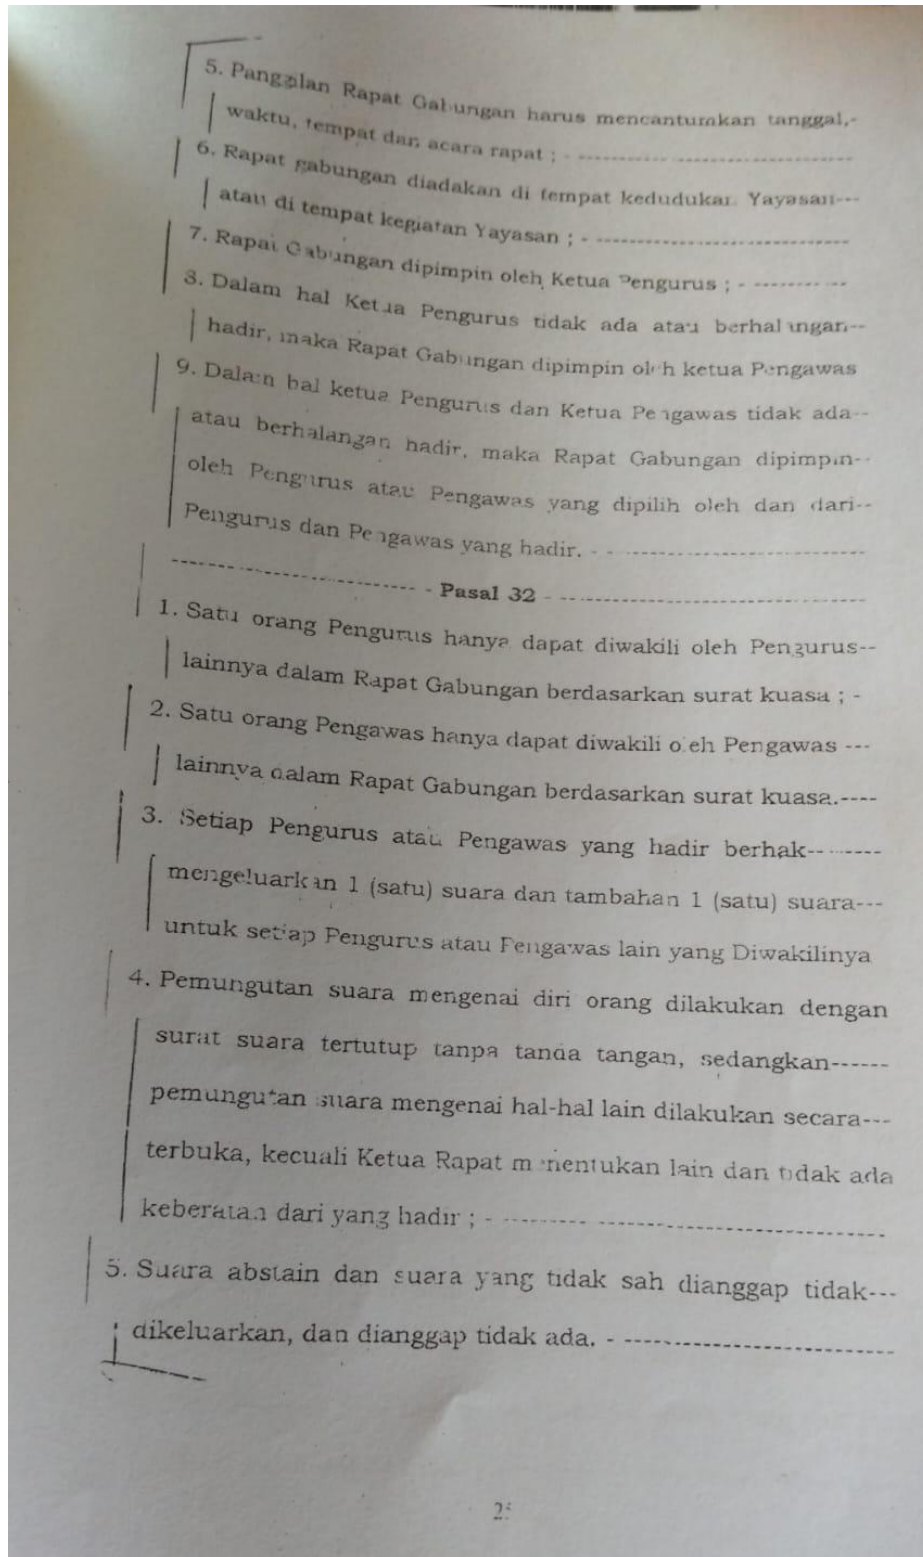 5. Panggilan Rapat Gabungan harus mencantumkan tanggal,-
waktu, tempat dan acara rapat ; - ------------------------------
6. Rapat gabungan diadakan di tempat kedudukan Yayasan---
atau di tempat kegiatan Yayasan ; - ----------------------------
7. Rapat Gabungan dipimpin oleh Ketua Pengurus ; - -----------
8. Dalam hal Ketua Pengurus tidak ada atau berhalangan--
hadir, maka Rapat Gabungan dipimpin oleh ketua Pengawas
9. Dalam hal ketua Pengurus dan Ketua Pengawas tidak ada--
atau berhalangan hadir, maka Rapat Gabungan dipimpin--
oleh Pengurus atau Pengawas yang dipilih oleh dan dari--
Pengurus dan Pengawas yang hadir. - - --------------------------
---------------------------- - Pasal 32 - ----------------------------------
1. Satu orang Pengurus hanya dapat diwakili oleh Pengurus--
lainnya dalam Rapat Gabungan berdasarkan surat kuasa ; -
2. Satu orang Pengawas hanya dapat diwakili oleh Pengawas ---
lainnya dalam Rapat Gabungan berdasarkan surat kuasa.----
3. Setiap Pengurus atau Pengawas yang hadir berhak---------
mengeluarkan 1 (satu) suara dan tambahan 1 (satu) suara---
untuk setiap Pengurus atau Pengawas lain yang Diwakilinya
4. Pemungutan suara mengenai diri orang dilakukan dengan
surat suara tertutup tanpa tanda tangan, sedangkan------
pemungutan suara mengenai hal-hal lain dilakukan secara---
terbuka, kecuali Ketua Rapat menentukan lain dan tidak ada
keberatan dari yang hadir ; - ------------------------------------------
5. Suara abstain dan suara yang tidak sah dianggap tidak---
dikeluarkan, dan dianggap tidak ada. - -----------------------------